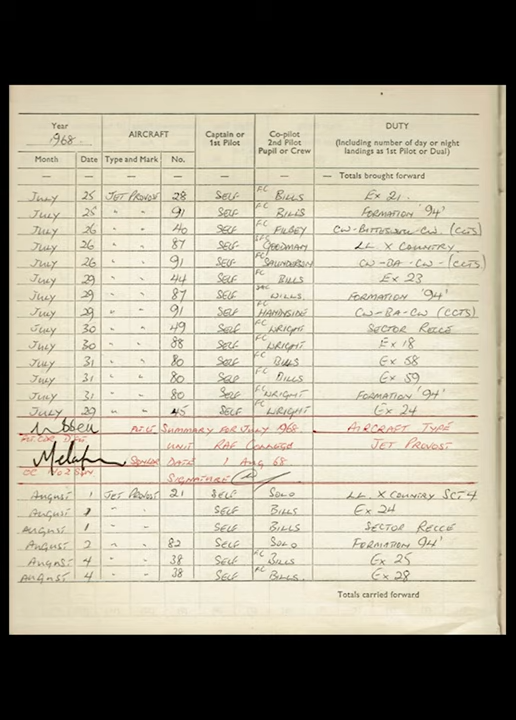 Year 1968. AIRCRAFT Captain or 1st Pilot Co-pilot 2nd Pilot Pupil or Crew DUTY (Including number of day or night landings as 1st Pilot or Dual)
Month Date Type and Mark No.
— — — — — — — Totals brought forward
JULY 25 JET PROVOST 28 SELF FC BILLS EX 21.
JULY 25 " " 91 SELF FC BILLS FORMATION '94'
JULY 26 " " 40 SELF FC CW- -CW. (CCTS)
JULY 26 " " 87 SELF GOODMAN LL X COUNTRY.
JULY 26 " " 91 SELF FC SAUNDERSON CW-BA-CW-(CCTS)
JULY 29 " " 44 SELF FC BILLS EX 23
JULY 29 " " 87 SELF WILLS FORMATION '94'
JULY 29 " " 91 SELF FC CW-BA-CW (CCTS)
JULY 30 " " 49 SELF FC WRIGHT SECTOR RECCE
JULY 30 " " 88 SELF FC WRIGHT EX 18
JULY 31 " " 80 SELF FC BILLS EX 58
JULY 31 " " 80 SELF FC BILLS EX 59
JULY 31 " " 80 SELF FC WRIGHT FORMATION '94'
JULY 29 " " 45 SELF FC WRIGHT EX 24
SUMMARY FOR JULY 1968 AIRCRAFT TYPE
UNIT RAF JET PROVOST
DATE 1 AUG 68
OC No 2 SQN SIGNATURE
AUGUST 1 JET PROVOST 21 SELF SOLO LL. X COUNTRY SCT 4
AUGUST 1 " " SELF BILLS EX 24
AUGUST 1 SELF BILLS SECTOR RECCE
AUGUST 2 " " 82 SELF SOLO FORMATION '94'
AUGUST 4 " " 38 SELF FC BILLS EX 25
AUGUST 4 " " 38 SELF FC BILLS. EX 28
Totals carried forward